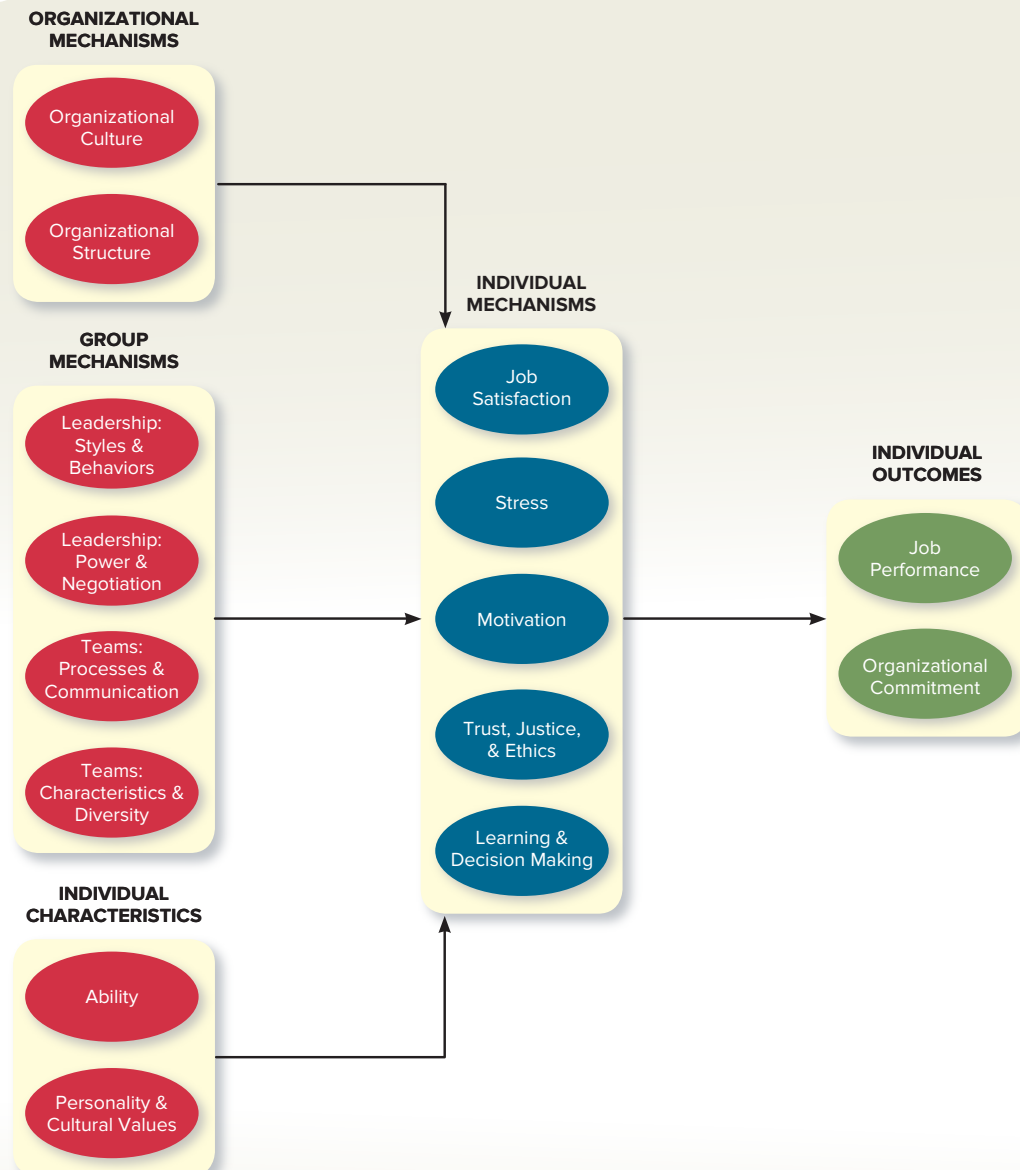 ORGANIZATIONAL
MECHANISMS
Organizational
Culture
Organizational
Structure
GROUP
MECHANISMS
Leadership:
Styles &
Behaviors
Leadership:
Power &
Negotiation
Teams:
Processes &
Communication
Teams:
Characteristics &
Diversity
INDIVIDUAL
CHARACTERISTICS
Ability
Personality &
Cultural Values
INDIVIDUAL
MECHANISMS
Job
Satisfaction
Stress
Motivation
Trust, Justice,
& Ethics
Learning &
Decision Making
INDIVIDUAL
OUTCOMES
Job
Performance
Organizational
Commitment